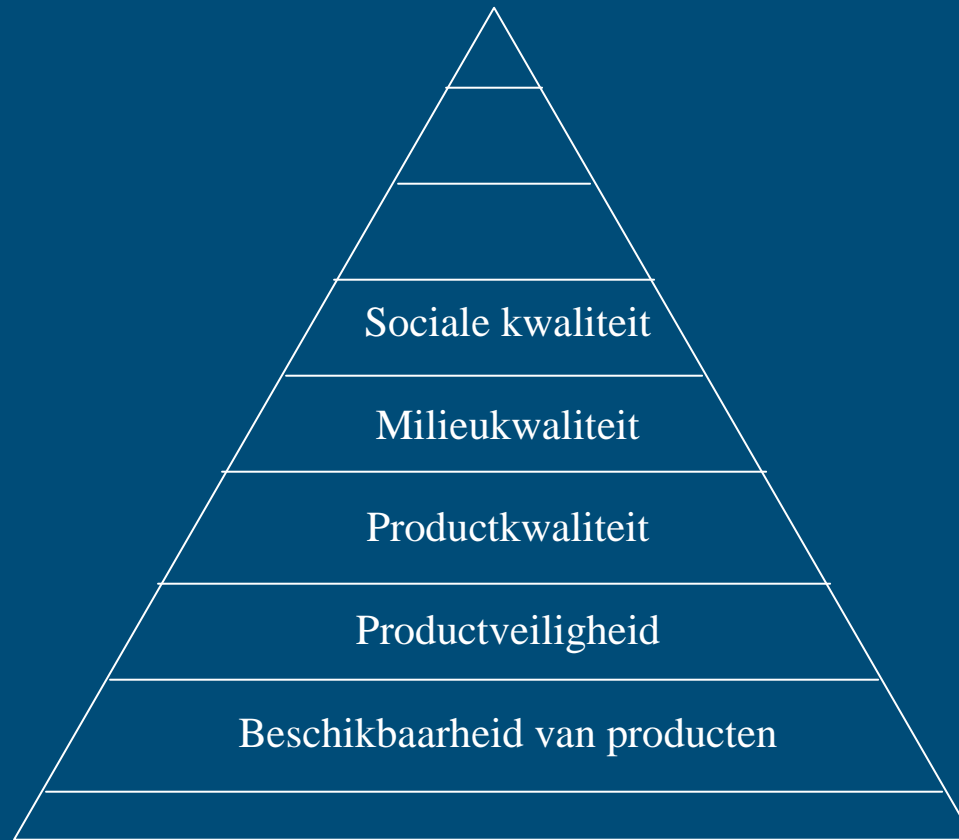 Sociale kwaliteit
Milieukwaliteit
Productkwaliteit
Productveiligheid
Beschikbaarheid van producten